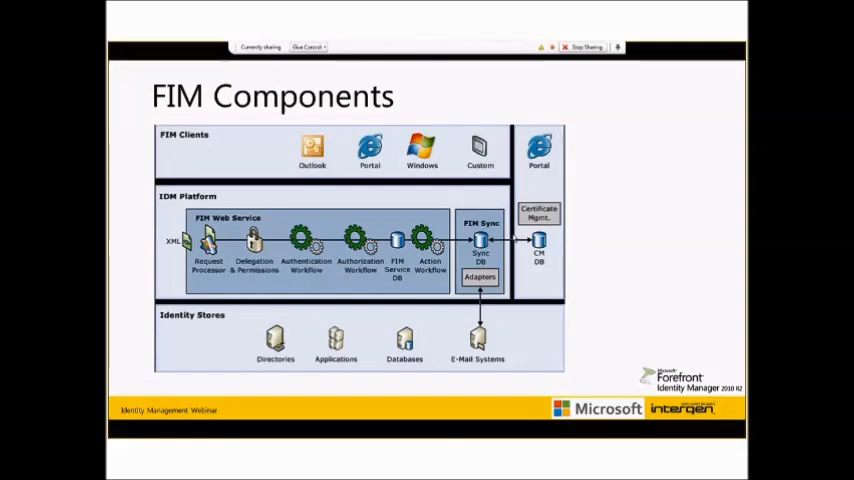 Currently sharing
Give Control
Stop Sharing
FIM Components
FIM Clients
Outlook
Portal
Windows
Custom
Portal
IDM Platform
Certificate
Mgmt.
FIM Web Service
FIM Sync
XML
Request
Processor
Delegation
& Permissions
Authentication
Workflow
Authorization
Workflow
FIM
Service
DB
Action
Workflow
Sync
DB
CM
DB
Adapters
Identity Stores
Directories
Applications
Databases
E-Mail Systems
Microsoft
Forefront
Identity Manager 2010 R2
Identity Management Webinar
Microsoft
intergen